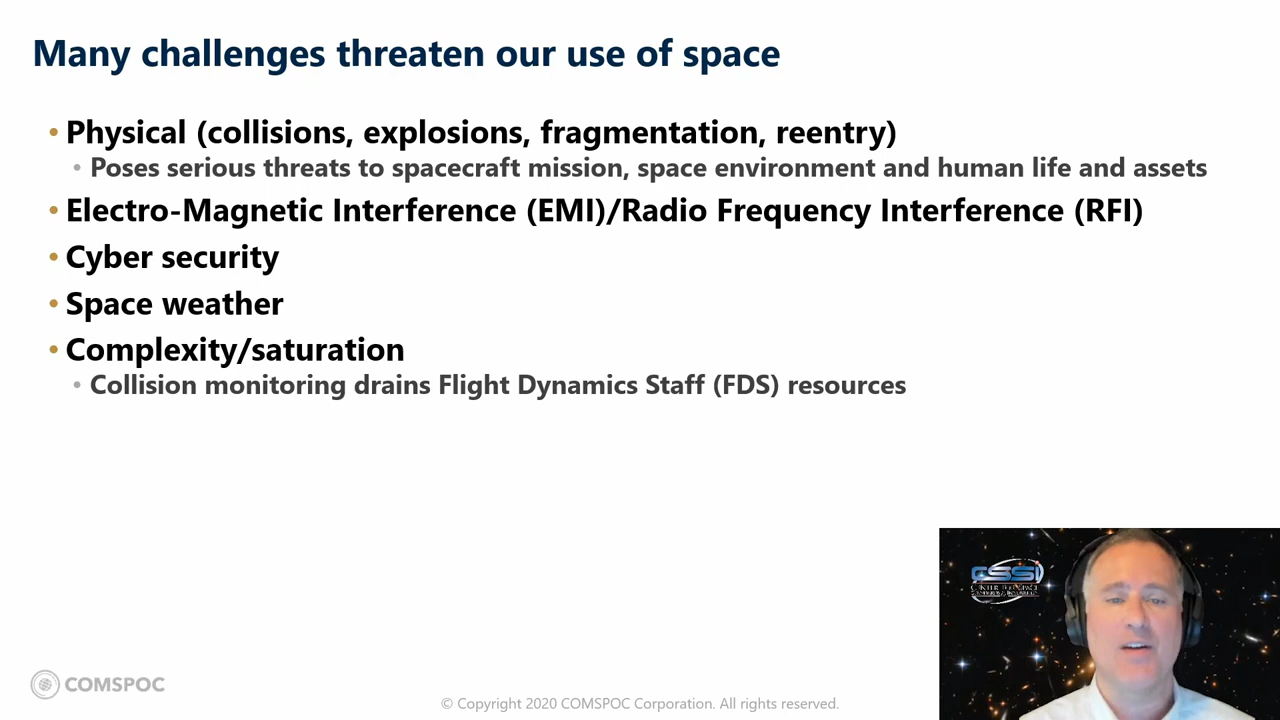 Many challenges threaten our use of space
• Physical (collisions, explosions, fragmentation, reentry)
• Poses serious threats to spacecraft mission, space environment and human life and assets
• Electro-Magnetic Interference (EMI)/Radio Frequency Interference (RFI)
• Cyber security
• Space weather
• Complexity/saturation
• Collision monitoring drains Flight Dynamics Staff (FDS) resources
CSSI
COMSPOC
© Copyright 2020 COMSPOC Corporation. All rights reserved.